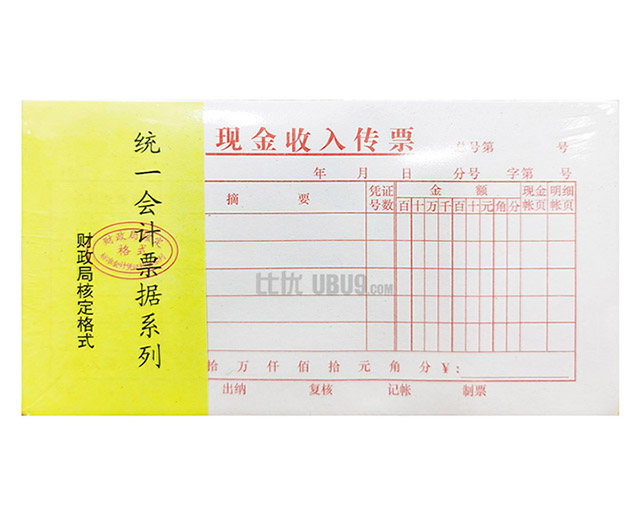 统一会计票据系列
财政局核定格式
现金收入传票
总号第 号
年 月 日 分号 字第 号
摘 要 凭证号数 金 额 现金帐页 明细帐页
百十万千百十元角分
比优 UBU9.com
拾 万 仟 佰 拾 元 角 分 ¥:
出纳 复核 记帐 制票
格式